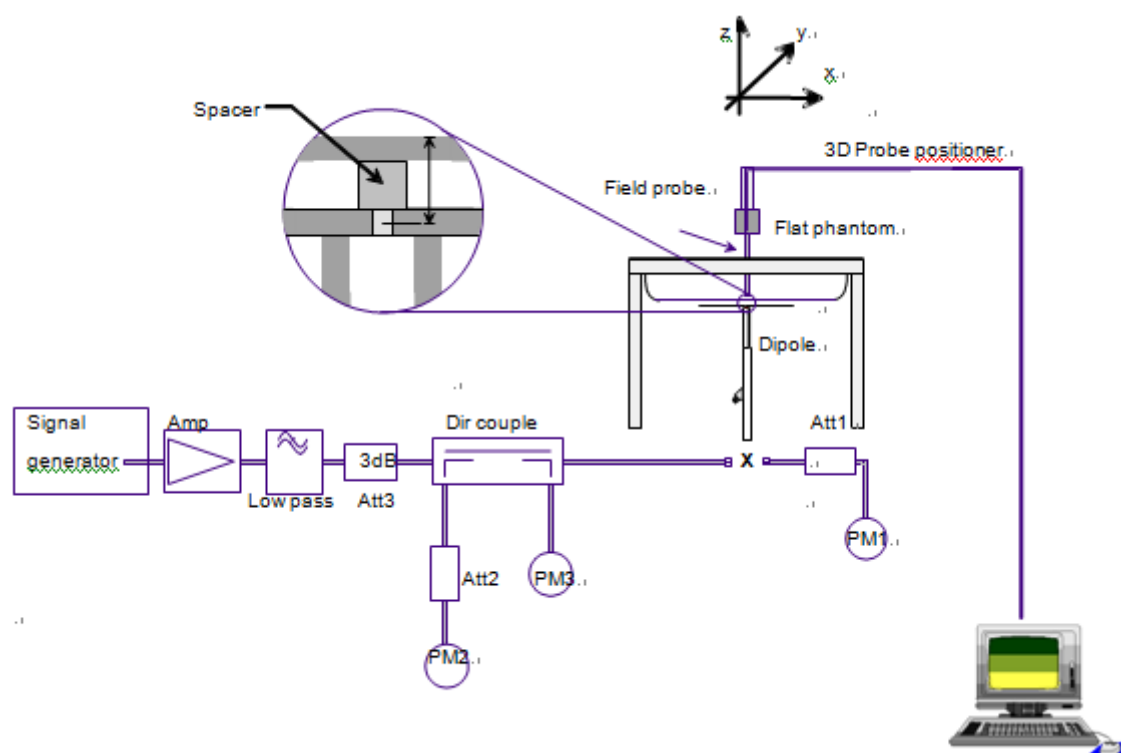 z
y
x
Spacer
3D Probe positioner
Field probe
Flat phantom
Dipole
Signal
generator
Amp
Low pass
3dB
Att3
Dir couple
Att1
X
PM1
Att2
PM3
PM2